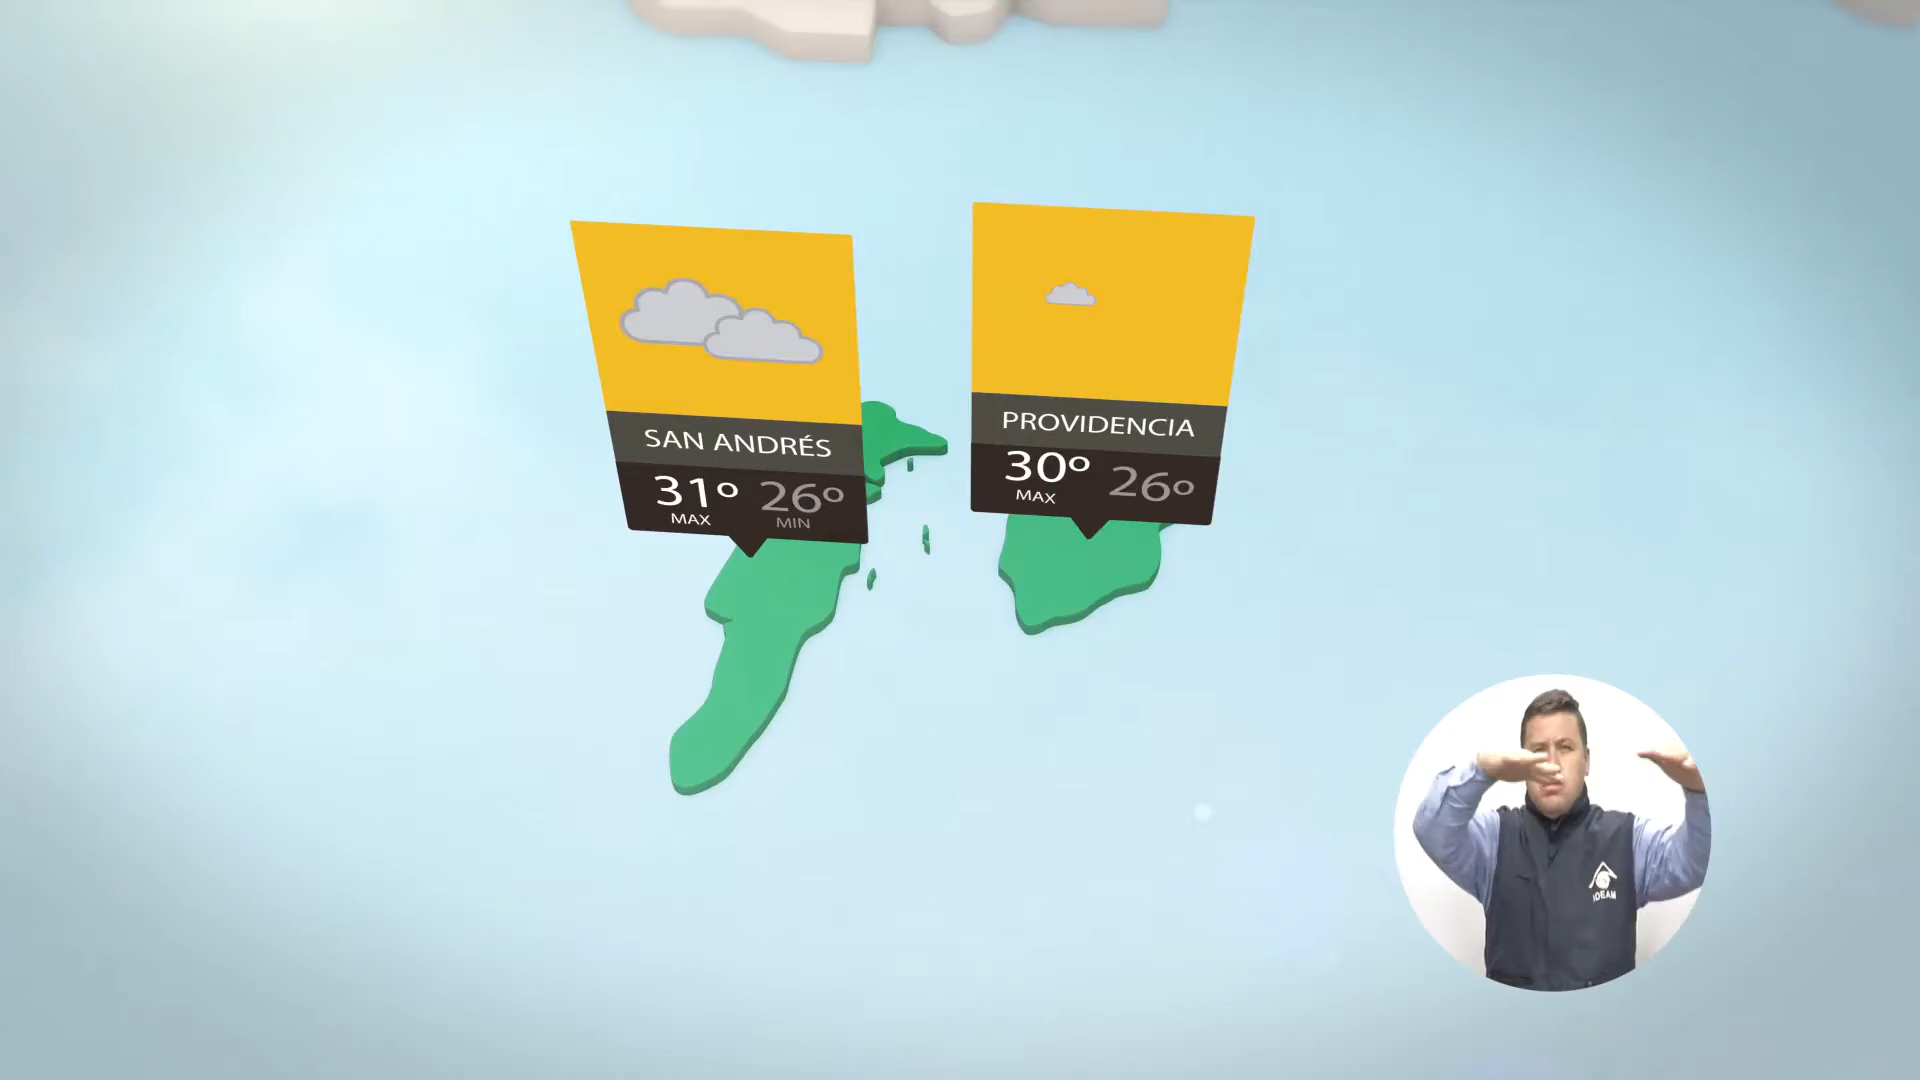 SAN ANDRÉS
31º 26º
MAX MIN
PROVIDENCIA
30º 26º
MAX
IDEAM